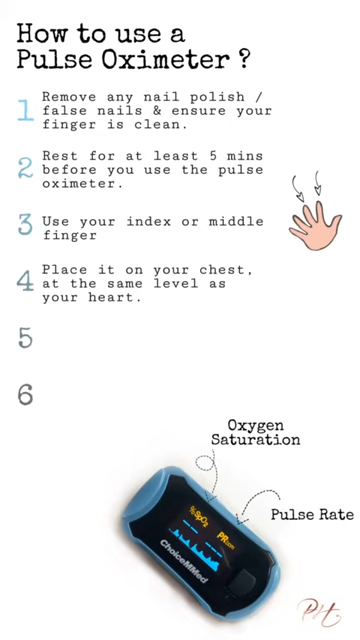 How to use a
Pulse Oximeter ?
1 Remove any nail polish /
false nails & ensure your
finger is clean.
2 Rest for at least 5 mins
before you use the pulse
oximeter.
3 Use your index or middle
finger
4 Place it on your chest,
at the same level as
your heart.
5
6
Oxygen
Saturation
Pulse Rate
%SpO2
PRbpm
ChoiceMMed
PHt